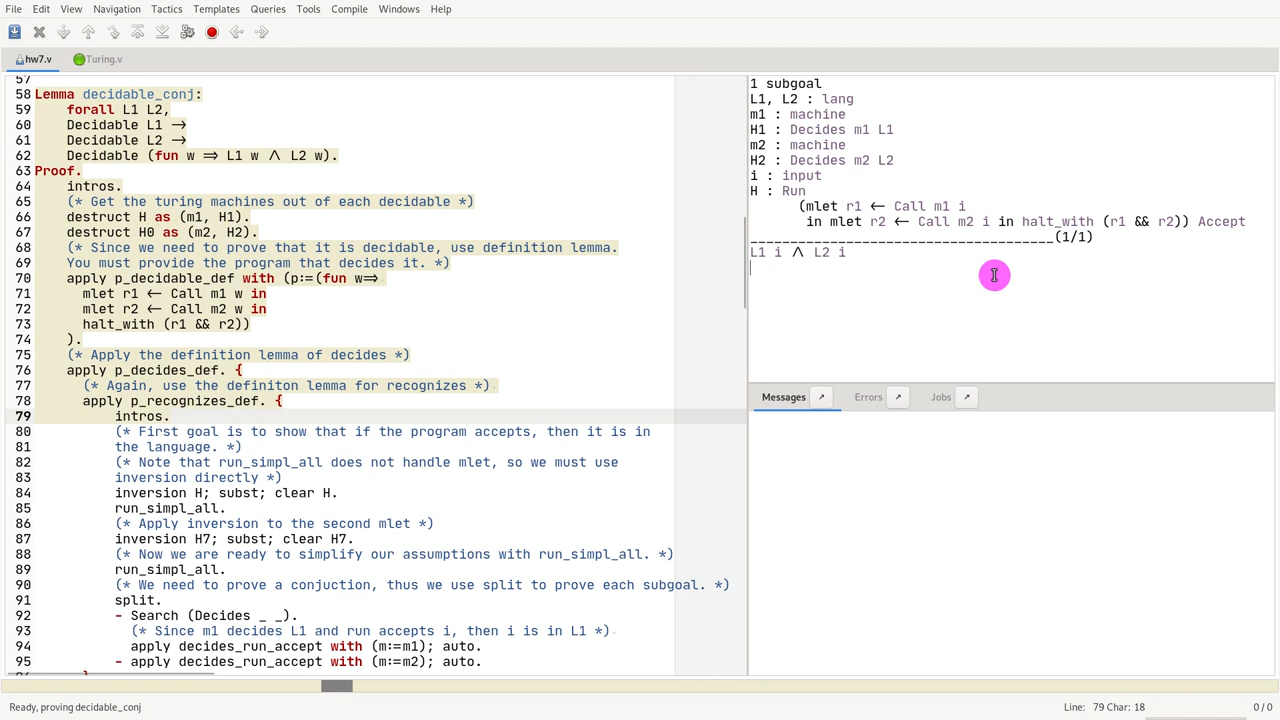 File Edit View Navigation Tactics Templates Queries Tools Compile Windows Help
hw7.v Turing.v
57
58 Lemma decidable_conj:
59 forall L1 L2,
60 Decidable L1 →
61 Decidable L2 →
62 Decidable (fun w ⇒ L1 w ∧ L2 w).
63 Proof.
64 intros.
65 (* Get the turing machines out of each decidable *)
66 destruct H as (m1, H1).
67 destruct H0 as (m2, H2).
68 (* Since we need to prove that it is decidable, use definition lemma.
69 You must provide the program that decides it. *)
70 apply p_decidable_def with (p:=(fun w⇒
71 mlet r1 ← Call m1 w in
72 mlet r2 ← Call m2 w in
73 halt_with (r1 && r2))
74 ).
75 (* Apply the definition lemma of decides *)
76 apply p_decides_def. {
77 (* Again, use the definiton lemma for recognizes *)
78 apply p_recognizes_def. {
79 intros.
80 (* First goal is to show that if the program accepts, then it is in
81 the language. *)
82 (* Note that run_simpl_all does not handle mlet, so we must use
83 inversion directly *)
84 inversion H; subst; clear H.
85 run_simpl_all.
86 (* Apply inversion to the second mlet *)
87 inversion H7; subst; clear H7.
88 (* Now we are ready to simplify our assumptions with run_simpl_all. *)
89 run_simpl_all.
90 (* We need to prove a conjuction, thus we use split to prove each subgoal. *)
91 split.
92 - Search (Decides _ _).
93 (* Since m1 decides L1 and run accepts i, then i is in L1 *)
94 apply decides_run_accept with (m:=m1); auto.
95 - apply decides_run_accept with (m:=m2); auto.
1 subgoal
L1, L2 : lang
m1 : machine
H1 : Decides m1 L1
m2 : machine
H2 : Decides m2 L2
i : input
H : Run
(mlet r1 ← Call m1 i
in mlet r2 ← Call m2 i in halt_with (r1 && r2)) Accept
______________________________________(1/1)
L1 i ∧ L2 i
Messages Errors Jobs
Ready, proving decidable_conj Line: 79 Char: 18 0 / 0